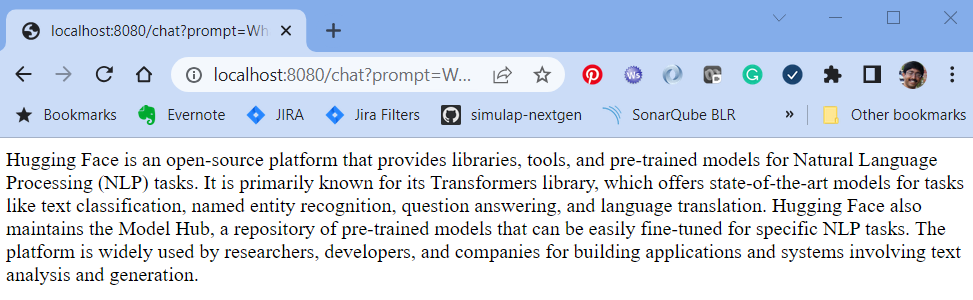 localhost:8080/chat?prompt=Wh
localhost:8080/chat?prompt=W...
Bookmarks Evernote JIRA Jira Filters simulap-nextgen SonarQube BLR » Other bookmarks
Hugging Face is an open-source platform that provides libraries, tools, and pre-trained models for Natural Language
Processing (NLP) tasks. It is primarily known for its Transformers library, which offers state-of-the-art models for tasks
like text classification, named entity recognition, question answering, and language translation. Hugging Face also
maintains the Model Hub, a repository of pre-trained models that can be easily fine-tuned for specific NLP tasks. The
platform is widely used by researchers, developers, and companies for building applications and systems involving text
analysis and generation.